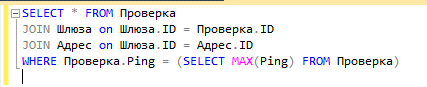 SELECT * FROM Проверка
JOIN Шлюза on Шлюза.ID = Проверка.ID
JOIN Адрес on Шлюза.ID = Адрес.ID
WHERE Проверка.Ping = (SELECT MAX(Ping) FROM Проверка)